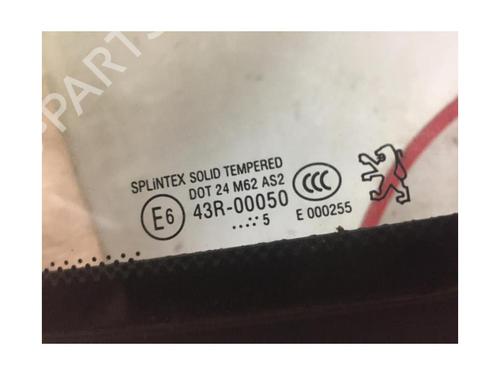 SPLiNTEX SOLID TEMPERED
DOT 24 M62 AS2
E6 43R-00050 CCC
..:·: 5 E 000255